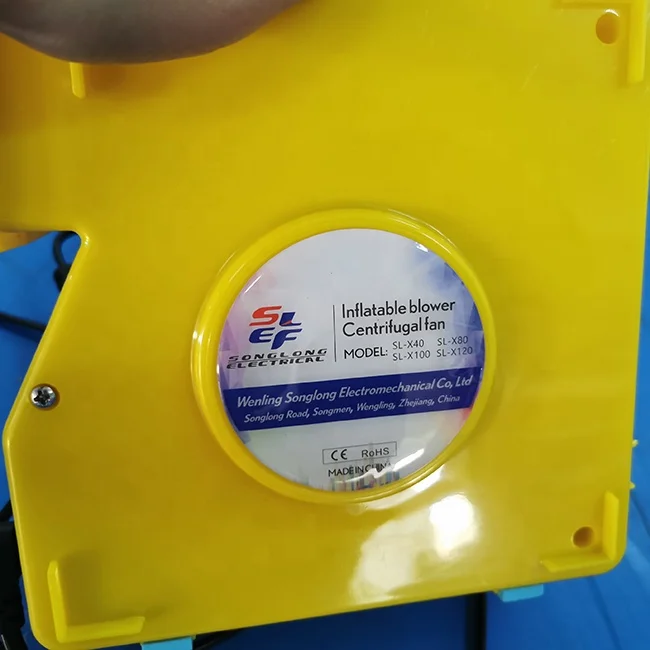 SL
EF
SONGLONG
ELECTRICAL
Inflatable blower
Centrifugal fan
MODEL: SL-X40 SL-X80
SL-X100 SL-X120
Wenling Songlong Electromechanical Co, Ltd
Songlong Road, Songmen, Wengling, Zhejiang, China
CE RoHS
MADE IN CHINA